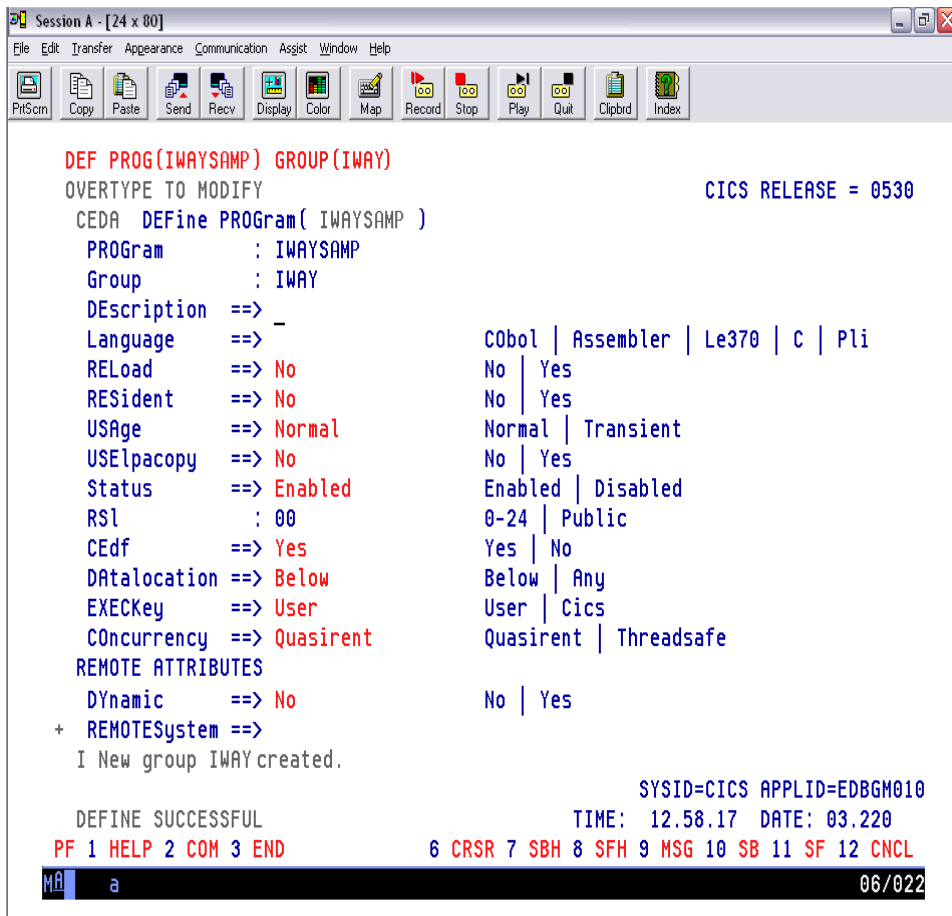 Session A - [24 x 80]
File Edit Transfer Appearance Communication Assist Window Help
PrtScrn Copy Paste Send Recv Display Color Map Record Stop Play Quit Clipbrd Index
DEF PROG(IWAYSAMP) GROUP(IWAY)
OVERTYPE TO MODIFY CICS RELEASE = 0530
CEDA DEFine PROGram( IWAYSAMP )
PROGram : IWAYSAMP
Group : IWAY
DEscription ==> _
Language ==> CObol | Assembler | Le370 | C | Pli
RELoad ==> No No | Yes
RESident ==> No No | Yes
USAge ==> Normal Normal | Transient
USElpacopy ==> No No | Yes
Status ==> Enabled Enabled | Disabled
RSl : 00 0-24 | Public
CEdf ==> Yes Yes | No
DAtalocation ==> Below Below | Any
EXECKey ==> User User | Cics
COncurrency ==> Quasirent Quasirent | Threadsafe
REMOTE ATTRIBUTES
DYnamic ==> No No | Yes
+ REMOTESystem ==>
I New group IWAY created.
SYSID=CICS APPLID=EDBGM010
DEFINE SUCCESSFUL TIME: 12.58.17 DATE: 03.220
PF 1 HELP 2 COM 3 END 6 CRSR 7 SBH 8 SFH 9 MSG 10 SB 11 SF 12 CNCL
MA a 06/022